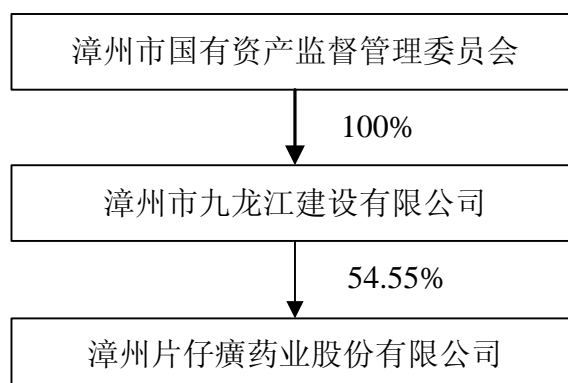 漳州市国有资产监督管理委员会
100%
漳州市九龙江建设有限公司
54.55%
漳州片仔癀药业股份有限公司